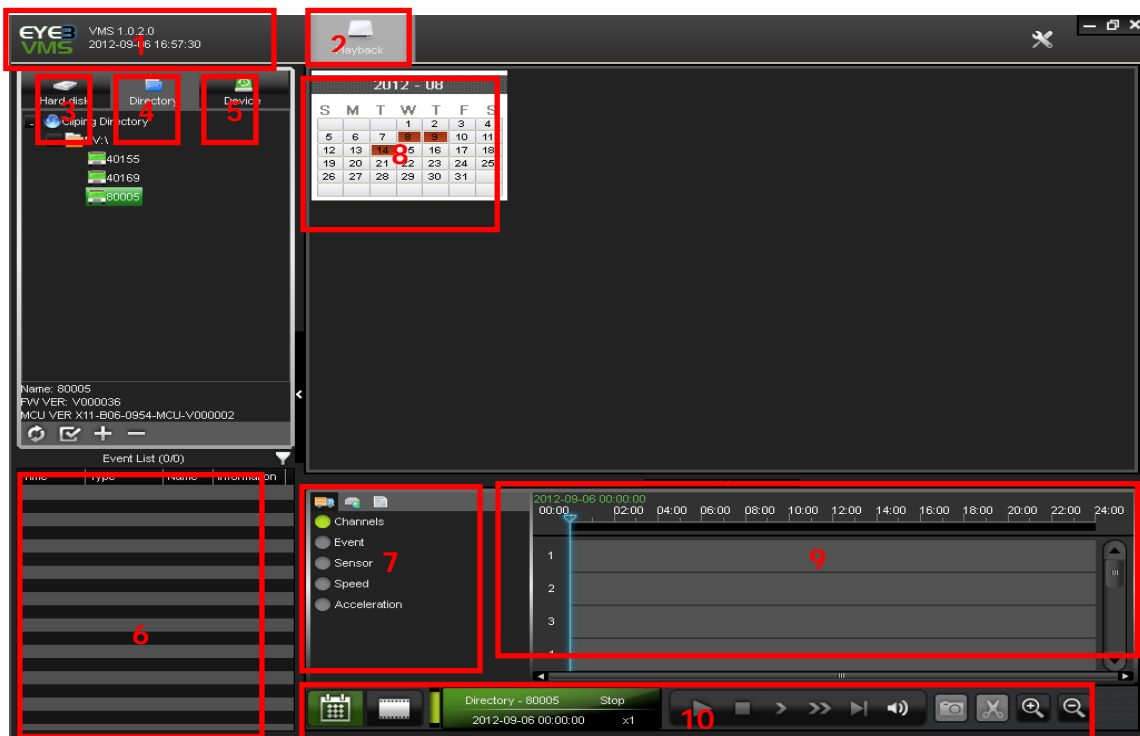 EYE3 VMS
VMS 1.0.2.0
2012-09-06 16:57:30
1
2
Playback
Hard disk
Directory
Device
3
4
5
Cliping Directory
V:\
40155
40169
80005
Name: 80005
FW VER: V000036
MCU VER X11-B06-0954-MCU-V000002
Event List (0/0)
Time Type Name Information
6
2012 - 08
S M T W T F S
1 2 3 4
5 6 7 8 9 10 11
12 13 14 15 16 17 18
19 20 21 22 23 24 25
26 27 28 29 30 31
8
Channels
Event
Sensor
Speed
Acceleration
7
2012-09-06 00:00:00
00:00 02:00 04:00 06:00 08:00 10:00 12:00 14:00 16:00 18:00 20:00 22:00 24:00
1
2
3
4
9
Directory - 80005 Stop
2012-09-06 00:00:00 x1
10